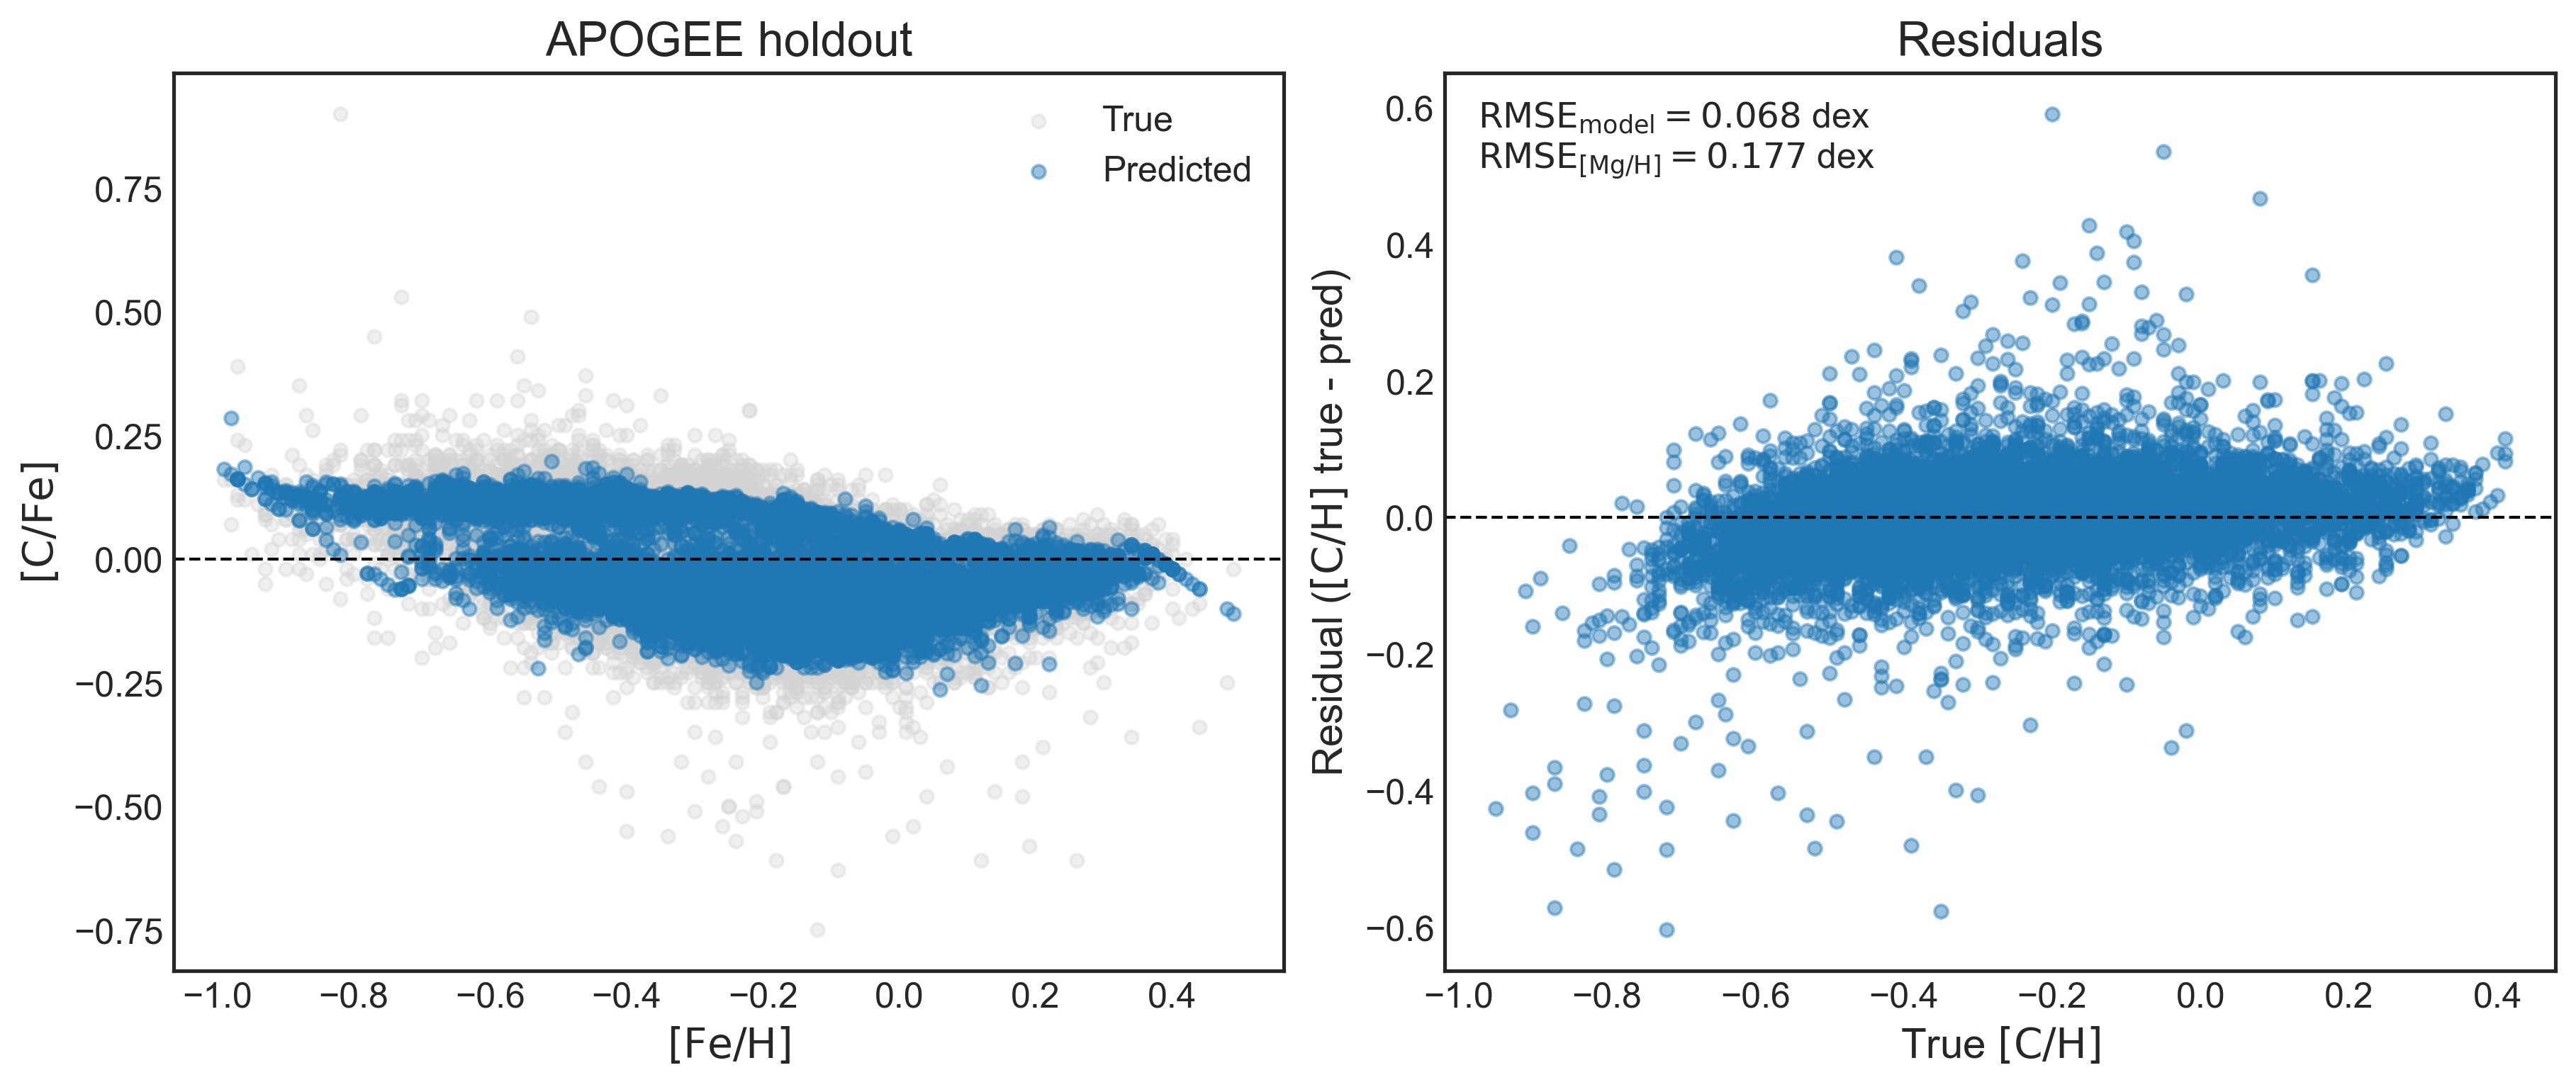 APOGEE holdout
True
Predicted
0.75
0.50
0.25
0.00
−0.25
−0.50
−0.75
[C/Fe]
−1.0 −0.8 −0.6 −0.4 −0.2 0.0 0.2 0.4
[Fe/H]
Residuals
RMSE_model = 0.068 dex
RMSE_[Mg/H] = 0.177 dex
0.6
0.4
0.2
0.0
−0.2
−0.4
−0.6
Residual ([C/H] true - pred)
−1.0 −0.8 −0.6 −0.4 −0.2 0.0 0.2 0.4
True [C/H]